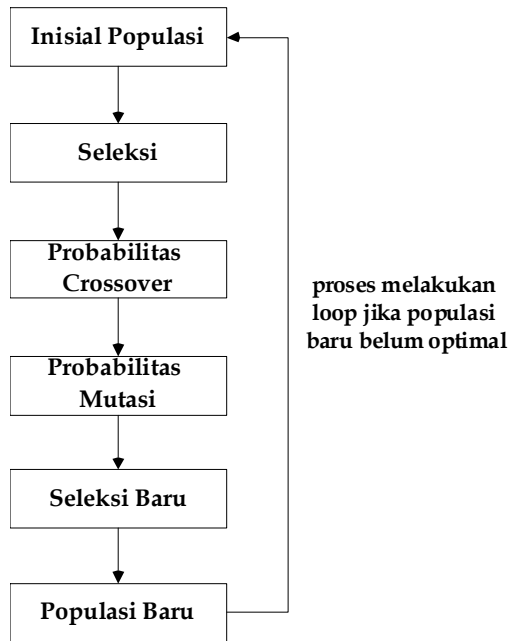 Inisial Populasi
Seleksi
Probabilitas
Crossover
Probabilitas
Mutasi
Seleksi Baru
Populasi Baru
proses melakukan
loop jika populasi
baru belum optimal